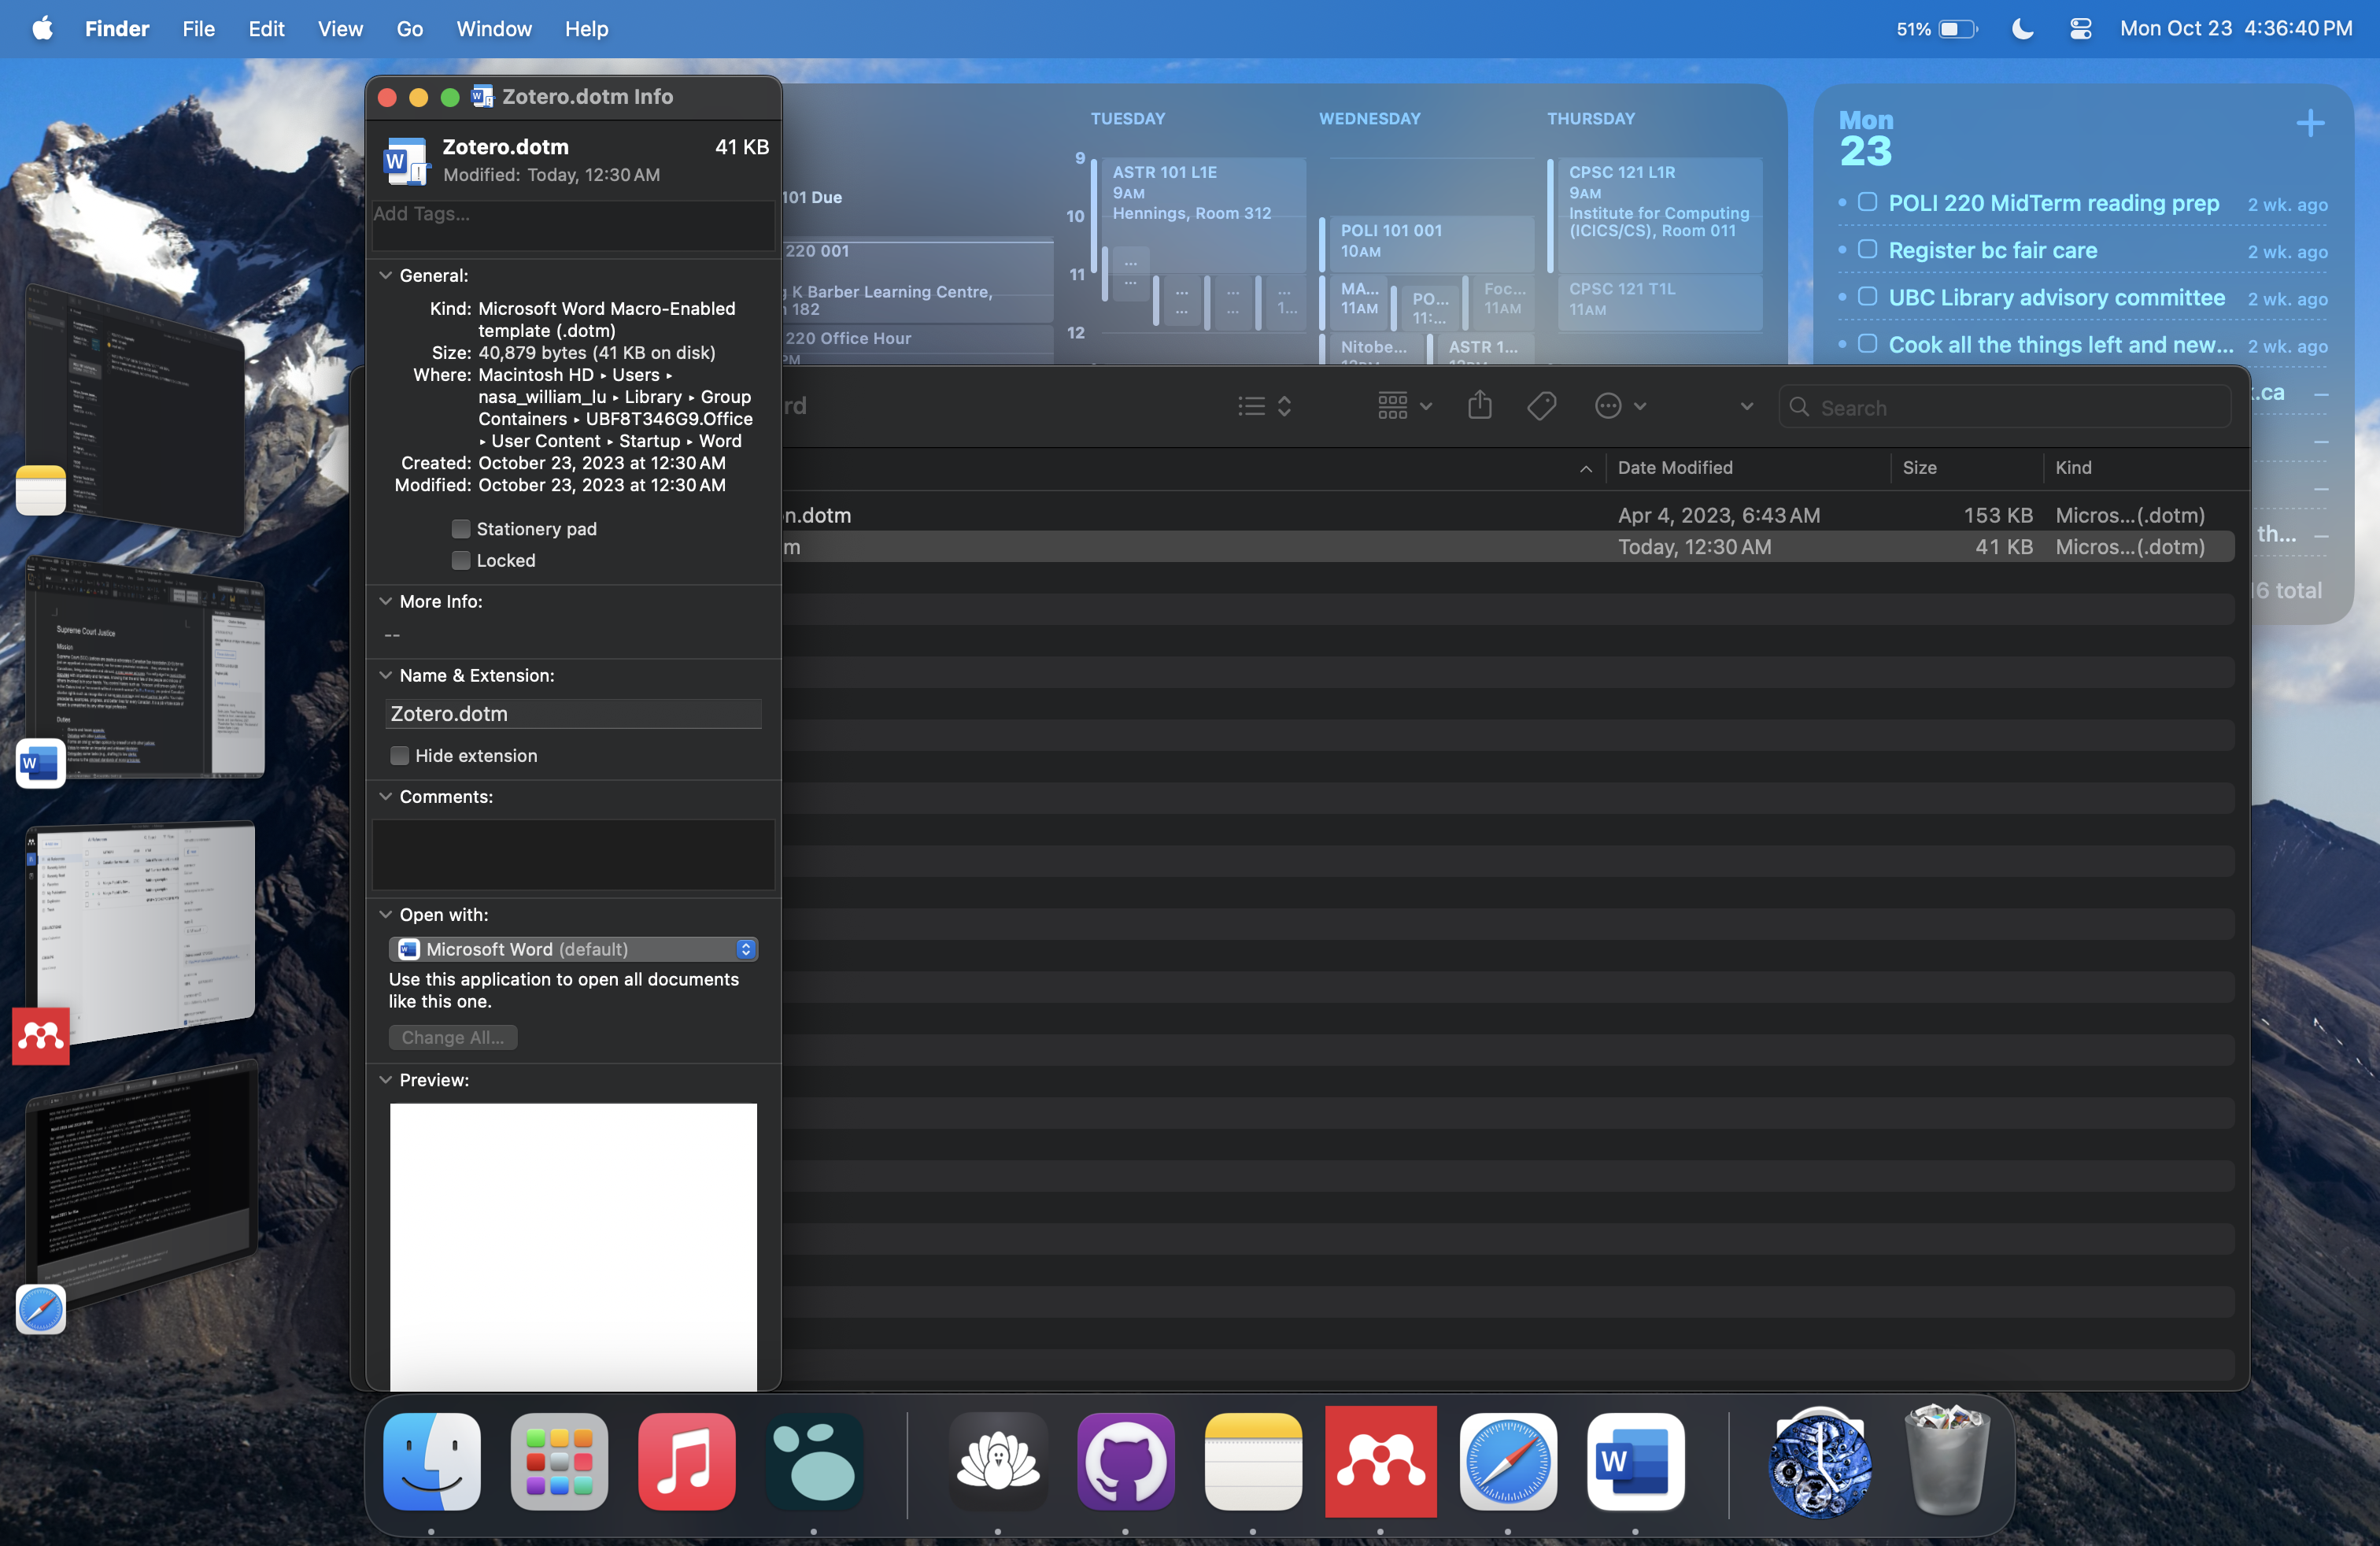 Finder File Edit View Go Window Help
51% Mon Oct 23 4:36:40 PM
Zotero.dotm Info
Zotero.dotm 41 KB
Modified: Today, 12:30 AM
Add Tags...
General:
Kind: Microsoft Word Macro-Enabled
template (.dotm)
Size: 40,879 bytes (41 KB on disk)
Where: Macintosh HD ▸ Users ▸
nasa_william_lu ▸ Library ▸ Group
Containers ▸ UBF8T346G9.Office
▸ User Content ▸ Startup ▸ Word
Created: October 23, 2023 at 12:30 AM
Modified: October 23, 2023 at 12:30 AM
Stationery pad
Locked
More Info:
--
Name & Extension:
Zotero.dotm
Hide extension
Comments:
Open with:
Microsoft Word (default)
Use this application to open all documents
like this one.
Change All...
Preview:
101 Due
220 001
g K Barber Learning Centre,
182
220 Office Hour
PM
TUESDAY WEDNESDAY THURSDAY
9
10
11
12
ASTR 101 L1E
9AM
Hennings, Room 312
...
...
...
...
...
...
...
1...
POLI 101 001
10AM
MA...
11AM
PO...
11:...
Foc...
11AM
Nitobe...
ASTR 1...
CPSC 121 L1R
9AM
Institute for Computing
(ICICS/CS), Room 011
CPSC 121 T1L
11AM
Mon
23
POLI 220 MidTerm reading prep 2 wk. ago
Register bc fair care 2 wk. ago
UBC Library advisory committee 2 wk. ago
Cook all the things left and new... 2 wk. ago
.ca
th...
16 total
rd
Search
Date Modified Size Kind
n.dotm Apr 4, 2023, 6:43 AM 153 KB Micros...(.dotm)
m Today, 12:30 AM 41 KB Micros...(.dotm)
Supreme Court Justice
Mission
Duties
W
W